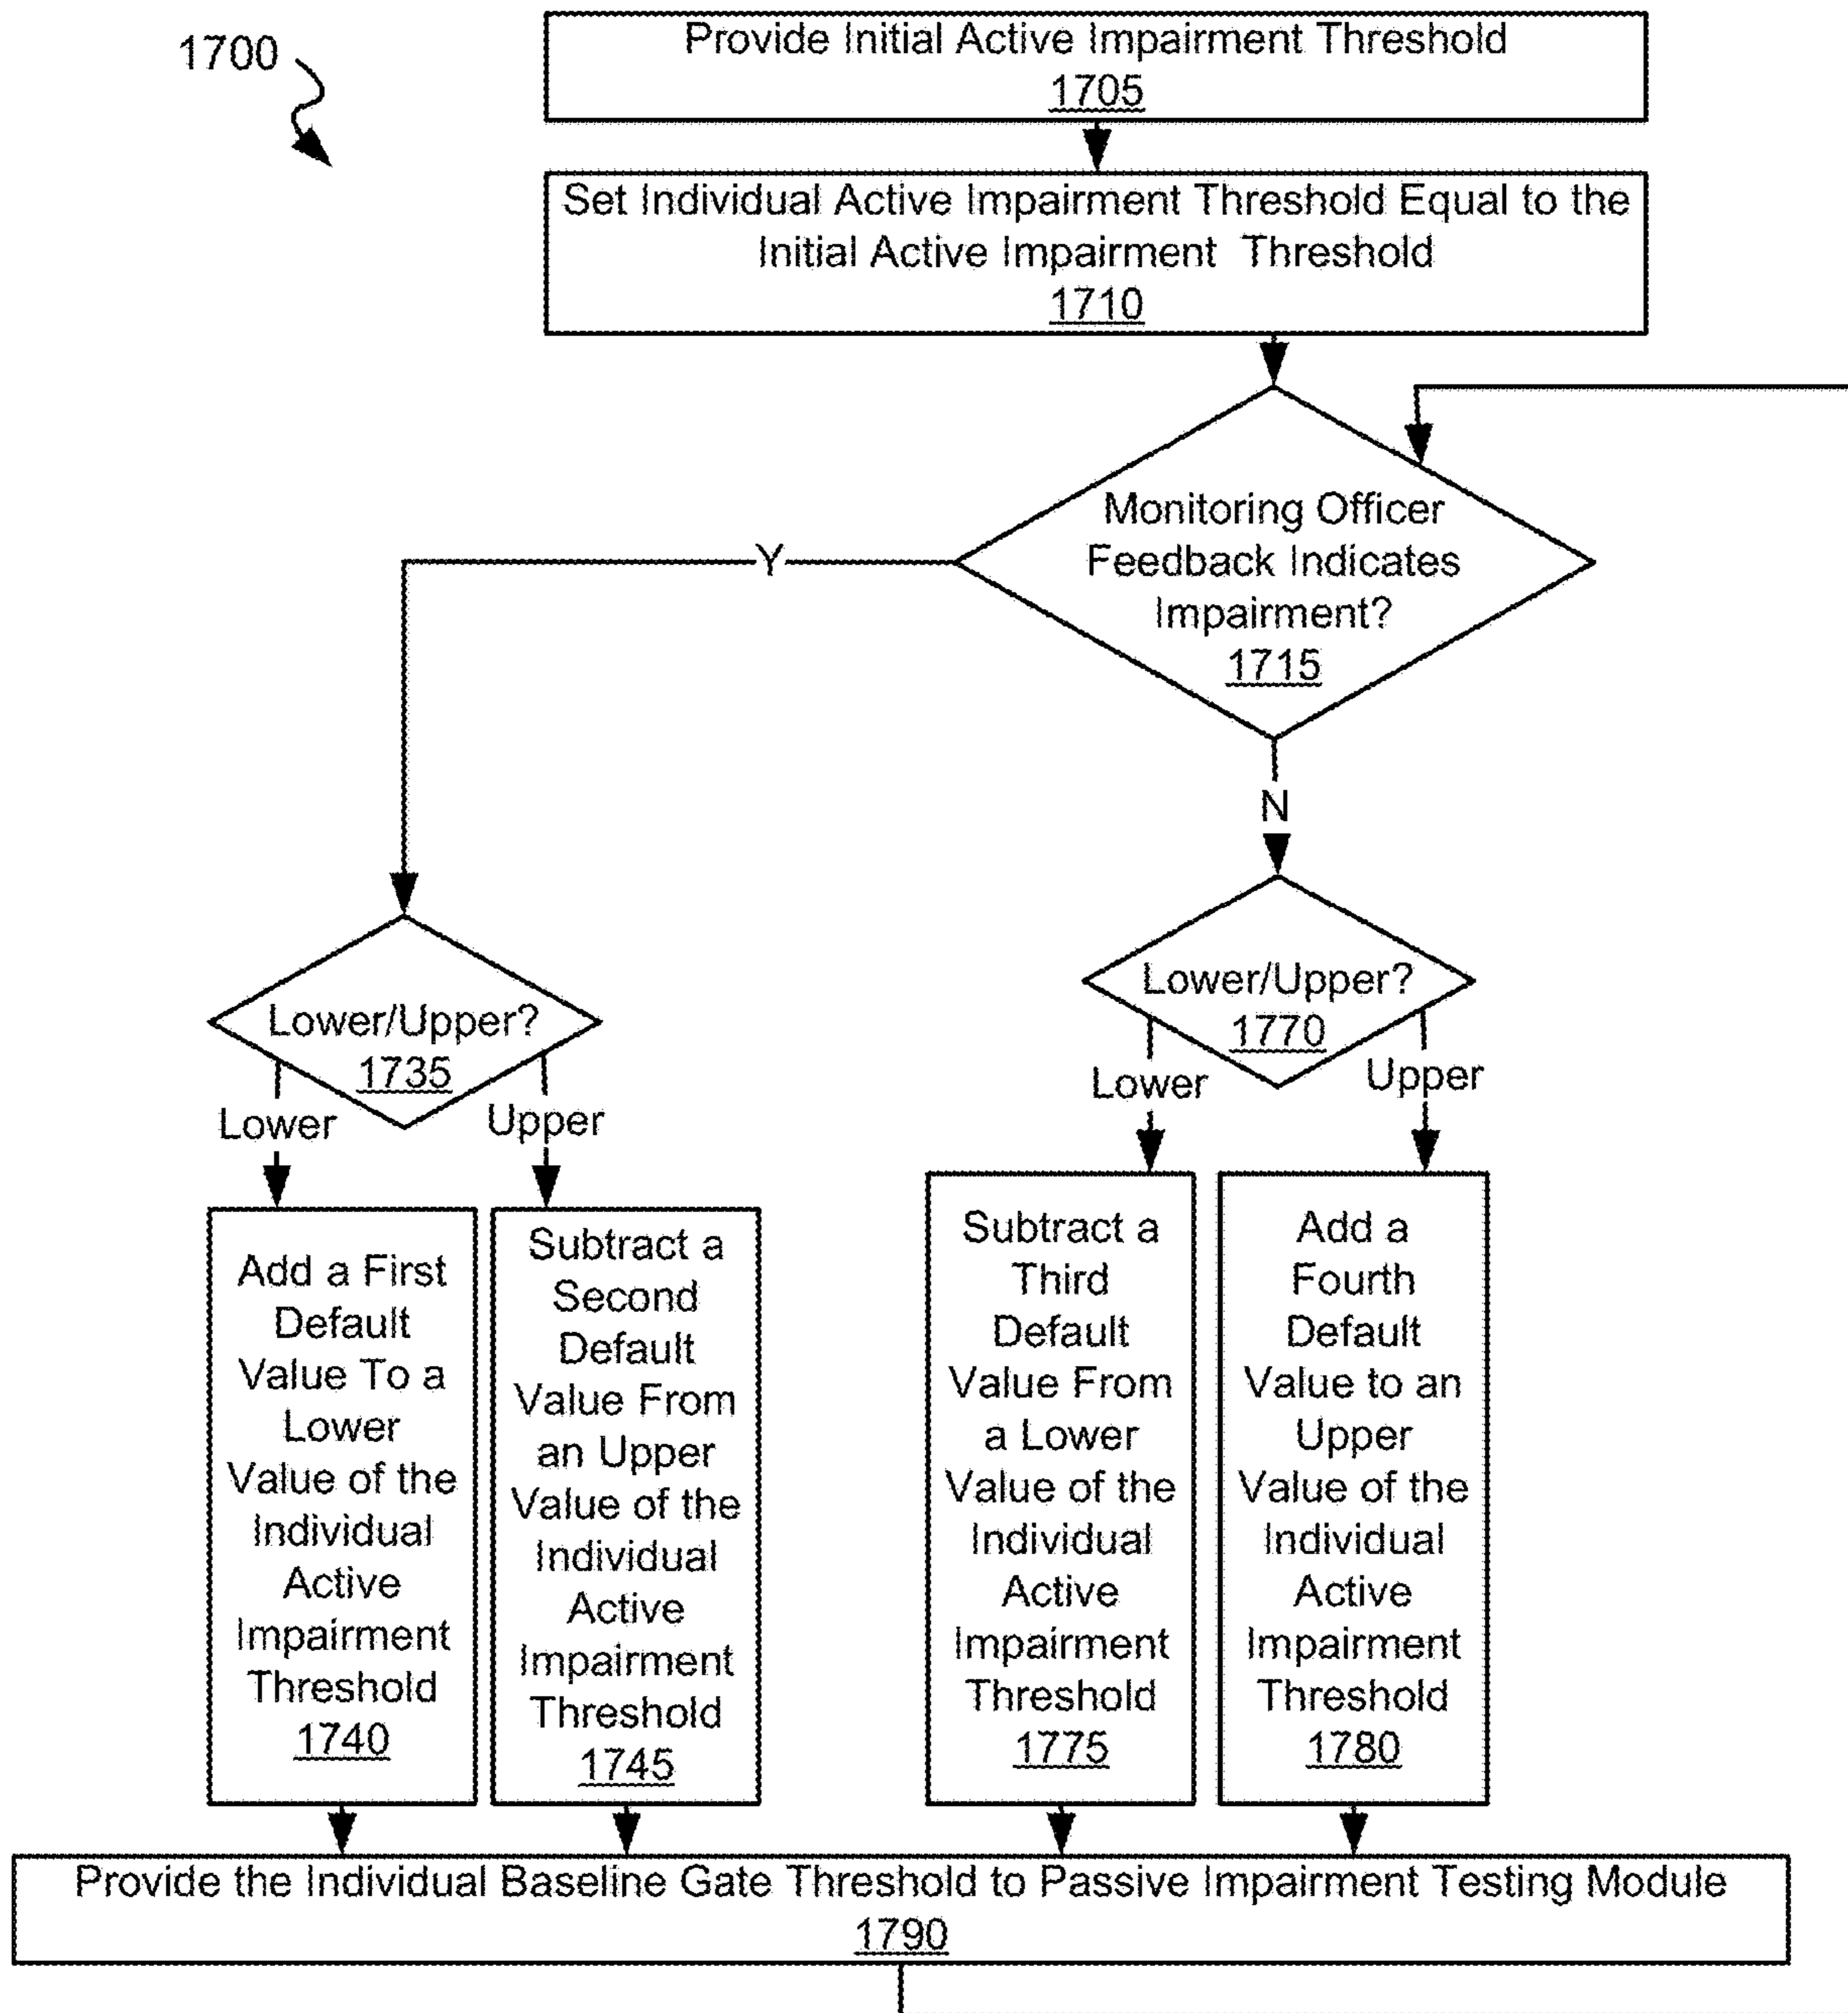 1700
Provide Initial Active Impairment Threshold
1705
Set Individual Active Impairment Threshold Equal to the
Initial Active Impairment Threshold
1710
Monitoring Officer
Feedback Indicates
Impairment?
1715
Y
N
Lower/Upper?
1735
Lower
Upper
Lower/Upper?
1770
Lower
Upper
Add a First
Default
Value To a
Lower
Value of the
Individual
Active
Impairment
Threshold
1740
Subtract a
Second
Default
Value From
an Upper
Value of the
Individual
Active
Impairment
Threshold
1745
Subtract a
Third
Default
Value From
a Lower
Value of the
Individual
Active
Impairment
Threshold
1775
Add a
Fourth
Default
Value to an
Upper
Value of the
Individual
Active
Impairment
Threshold
1780
Provide the Individual Baseline Gate Threshold to Passive Impairment Testing Module
1790